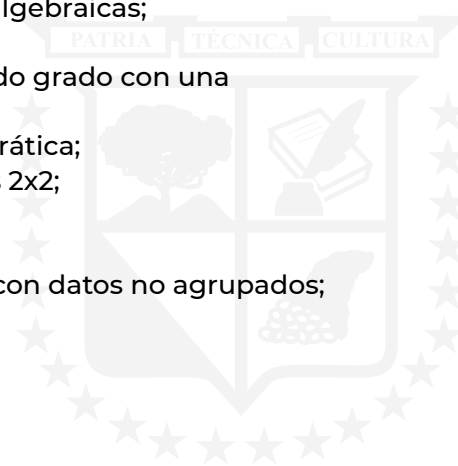 lgebraicas;
PATRIA TÉCNICA CULTURA
do grado con una
rática;
s 2x2;
con datos no agrupados;